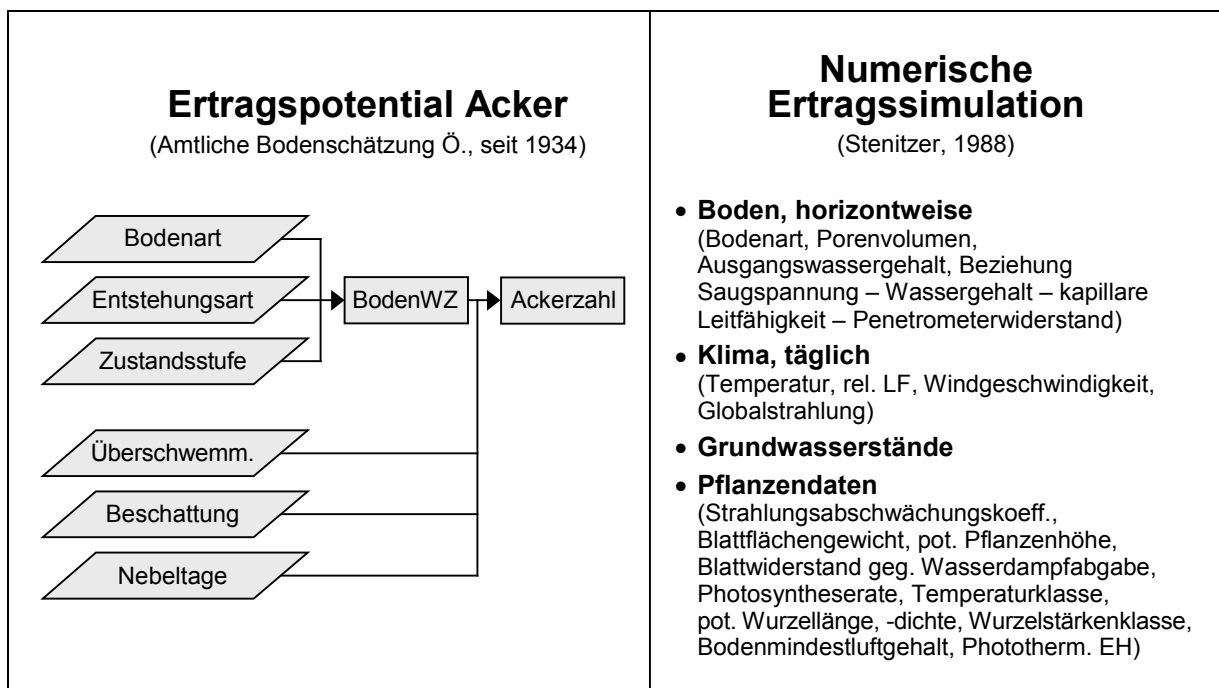 Ertragspotential Acker
(Amtliche Bodenschätzung Ö., seit 1934)
Bodenart
Entstehungsart
Zustandsstufe
BodenWZ
Ackerzahl
Überschwemm.
Beschattung
Nebeltage
Numerische
Ertragssimulation
(Stenitzer, 1988)
• Boden, horizontweise
(Bodenart, Porenvolumen,
Ausgangswassergehalt, Beziehung
Saugspannung – Wassergehalt – kapillare
Leitfähigkeit – Penetrometerwiderstand)
• Klima, täglich
(Temperatur, rel. LF, Windgeschwindigkeit,
Globalstrahlung)
• Grundwasserstände
• Pflanzendaten
(Strahlungsabschwächungskoeff.,
Blattflächengewicht, pot. Pflanzenhöhe,
Blattwiderstand geg. Wasserdampfabgabe,
Photosyntheserate, Temperaturklasse,
pot. Wurzellänge, -dichte, Wurzelstärkenklasse,
Bodenmindestluftgehalt, Phototherm. EH)